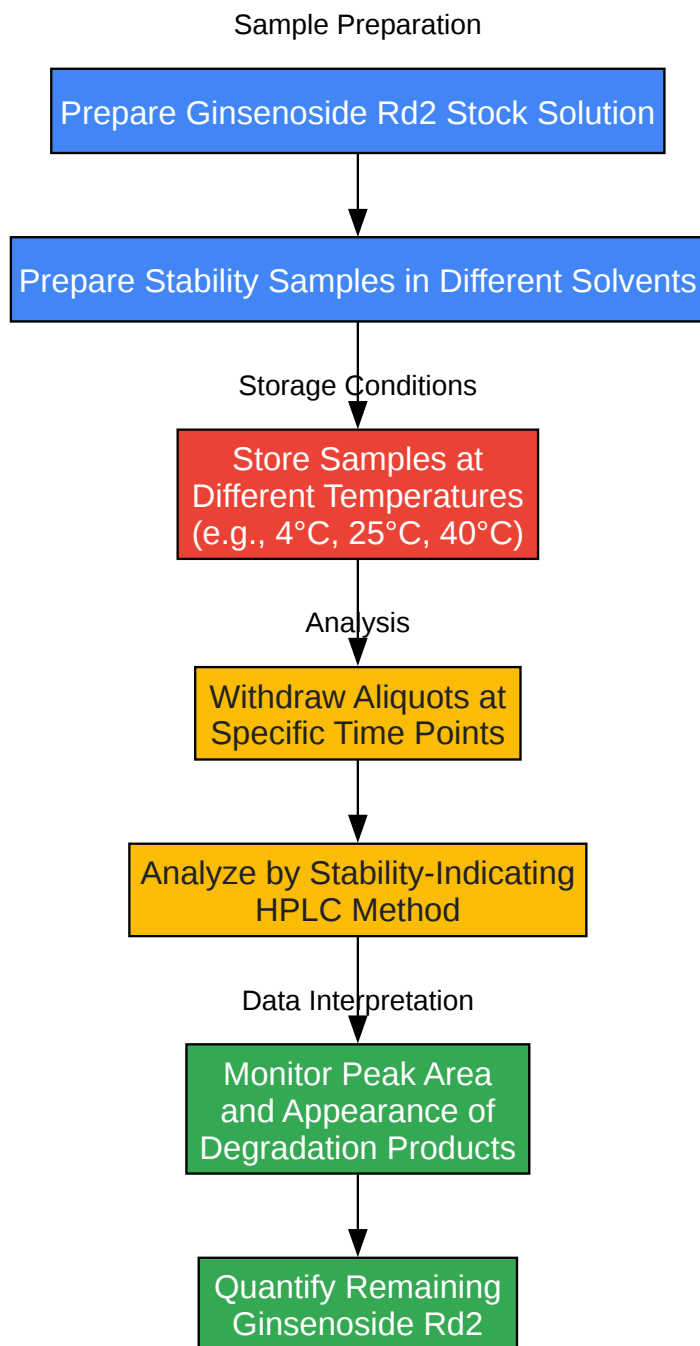 Sample Preparation
Prepare Ginsenoside Rd2 Stock Solution
Prepare Stability Samples in Different Solvents
Storage Conditions
Store Samples at
Different Temperatures
(e.g., 4°C, 25°C, 40°C)
Analysis
Withdraw Aliquots at
Specific Time Points
Analyze by Stability-Indicating
HPLC Method
Data Interpretation
Monitor Peak Area
and Appearance of
Degradation Products
Quantify Remaining
Ginsenoside Rd2